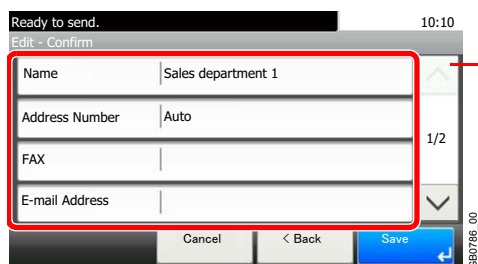 Ready to send. 10:10
Edit - Confirm
Name Sales department 1
Address Number Auto
1/2
FAX
E-mail Address
Cancel < Back Save
GB0786_00